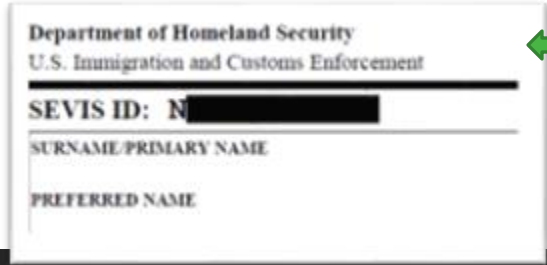 Department of Homeland Security
U.S. Immigration and Customs Enforcement
SEVIS ID: N
SURNAME/PRIMARY NAME
PREFERRED NAME